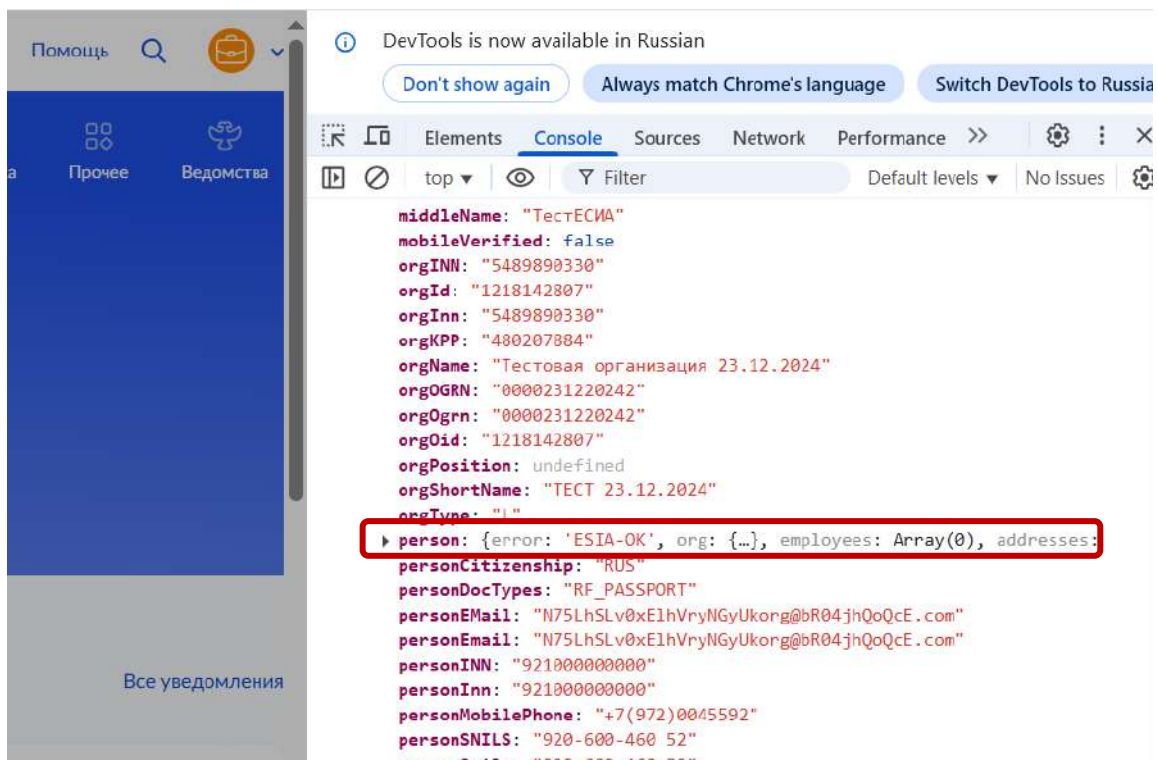 Помощь
Прочее
Ведомства
Все уведомления
DevTools is now available in Russian
Don't show again Always match Chrome's language Switch DevTools to Russia
Elements Console Sources Network Performance
top Filter Default levels No Issues
middleName: "ТестЕСИА"
mobileVerified: false
orgINN: "5489890330"
orgId: "1218142807"
orgInn: "5489890330"
orgKPP: "480207884"
orgName: "Тестовая организация 23.12.2024"
orgOGRN: "0000231220242"
orgOgrn: "0000231220242"
orgOid: "1218142807"
orgPosition: undefined
orgShortName: "ТЕСТ 23.12.2024"
orgType: "L"
person: {error: 'ESIA-OK', org: {…}, employees: Array(0), addresses:
personCitizenship: "RUS"
personDocTypes: "RF_PASSPORT"
personEMail: "N75LhSLv0xElhVryNGyUkorg@bR04jhQoQcE.com"
personEmail: "N75LhSLv0xElhVryNGyUkorg@bR04jhQoQcE.com"
personINN: "921000000000"
personInn: "921000000000"
personMobilePhone: "+7(972)0045592"
personSNILS: "920-600-460 52"